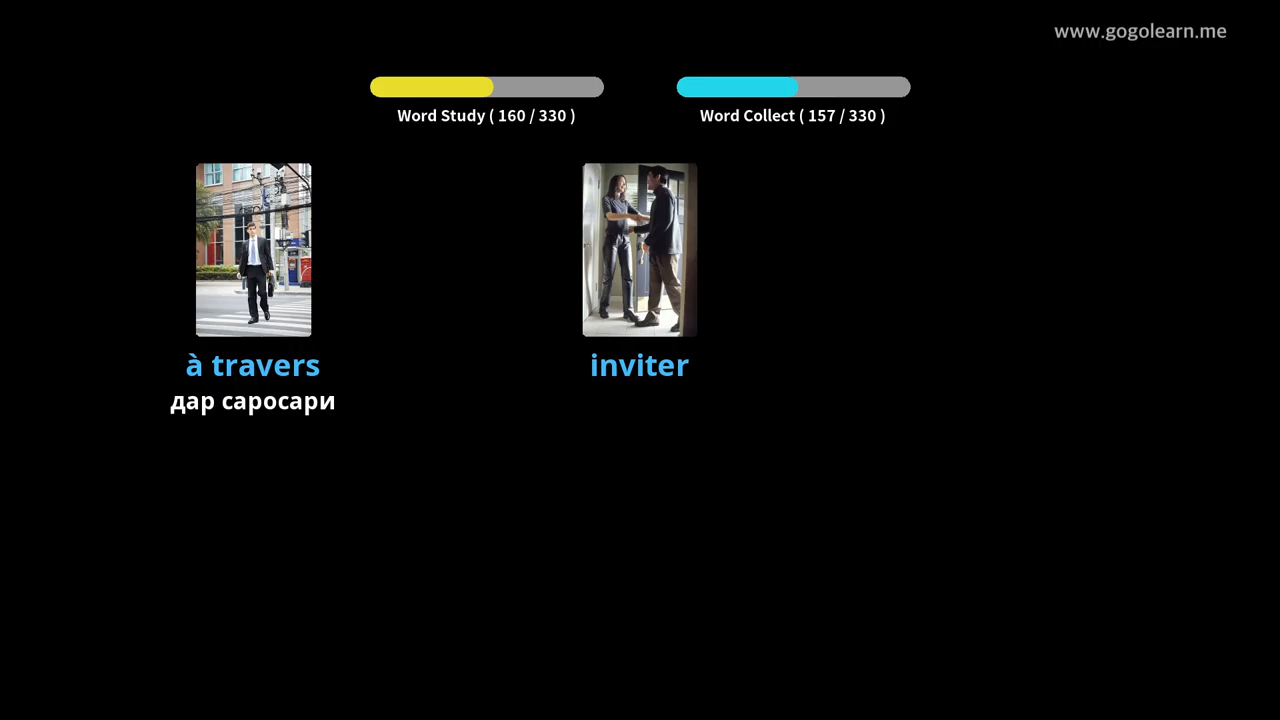 www.gogolearn.me
Word Study ( 160 / 330 )
Word Collect ( 157 / 330 )
à travers
дар саросари
inviter